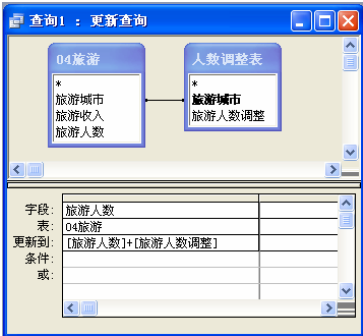 查询1 : 更新查询
04旅游
*
旅游城市
旅游收入
旅游人数
人数调整表
*
旅游城市
旅游人数调整
字段: 旅游人数
表: 04旅游
更新到: [旅游人数]+[旅游人数调整]
条件:
或: